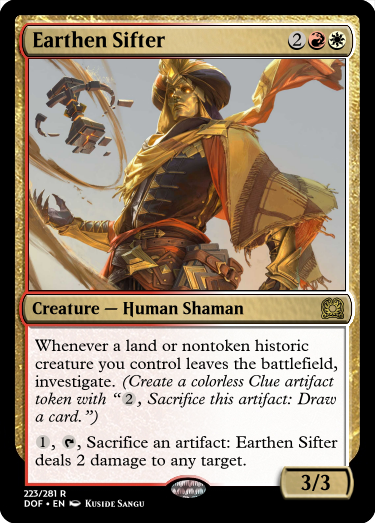 Earthen Sifter 2
Creature — Human Shaman
Whenever a land or nontoken historic
creature you control leaves the battlefield,
investigate. (Create a colorless Clue artifact
token with “2, Sacrifice this artifact: Draw
a card.”)
1, , Sacrifice an artifact: Earthen Sifter
deals 2 damage to any target.
3/3
223/281 R
DOF • EN Kuside Sangu